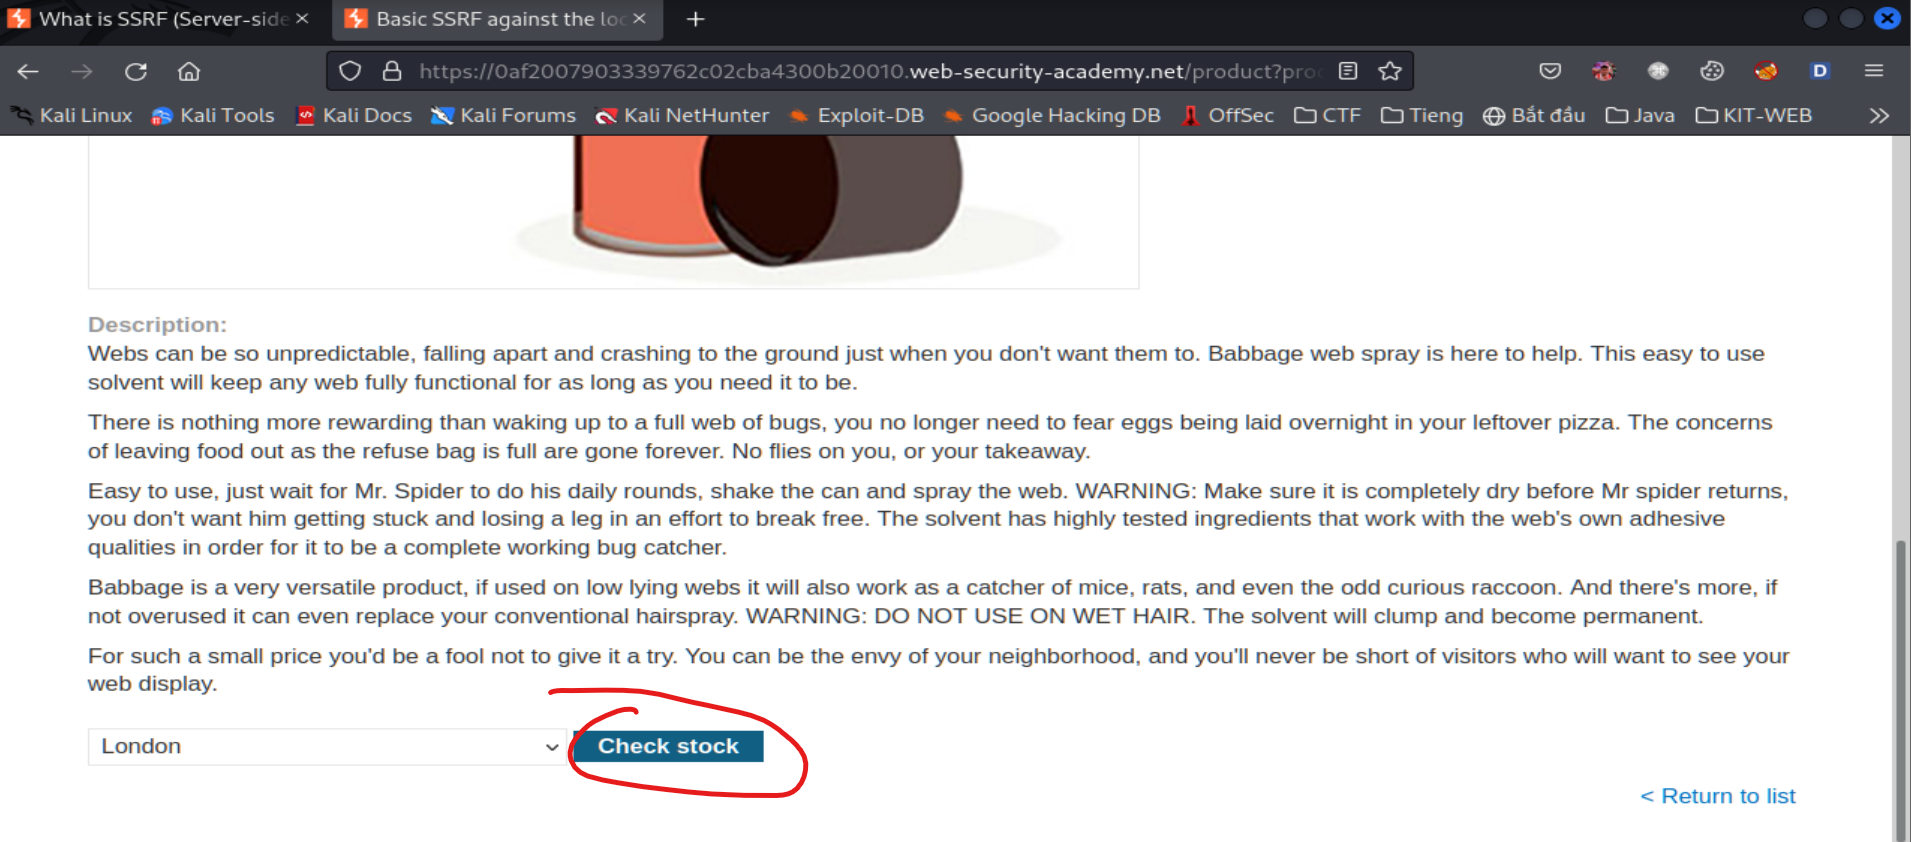 What is SSRF (Server-side
Basic SSRF against the loc
https://0af2007903339762c02cba4300b20010.web-security-academy.net/product?proc
Kali Linux Kali Tools Kali Docs Kali Forums Kali NetHunter Exploit-DB Google Hacking DB OffSec CTF Tieng Bắt đầu Java KIT-WEB
Description:
Webs can be so unpredictable, falling apart and crashing to the ground just when you don't want them to. Babbage web spray is here to help. This easy to use
solvent will keep any web fully functional for as long as you need it to be.
There is nothing more rewarding than waking up to a full web of bugs, you no longer need to fear eggs being laid overnight in your leftover pizza. The concerns
of leaving food out as the refuse bag is full are gone forever. No flies on you, or your takeaway.
Easy to use, just wait for Mr. Spider to do his daily rounds, shake the can and spray the web. WARNING: Make sure it is completely dry before Mr spider returns,
you don't want him getting stuck and losing a leg in an effort to break free. The solvent has highly tested ingredients that work with the web's own adhesive
qualities in order for it to be a complete working bug catcher.
Babbage is a very versatile product, if used on low lying webs it will also work as a catcher of mice, rats, and even the odd curious raccoon. And there's more, if
not overused it can even replace your conventional hairspray. WARNING: DO NOT USE ON WET HAIR. The solvent will clump and become permanent.
For such a small price you'd be a fool not to give it a try. You can be the envy of your neighborhood, and you'll never be short of visitors who will want to see your
web display.
London
Check stock
< Return to list